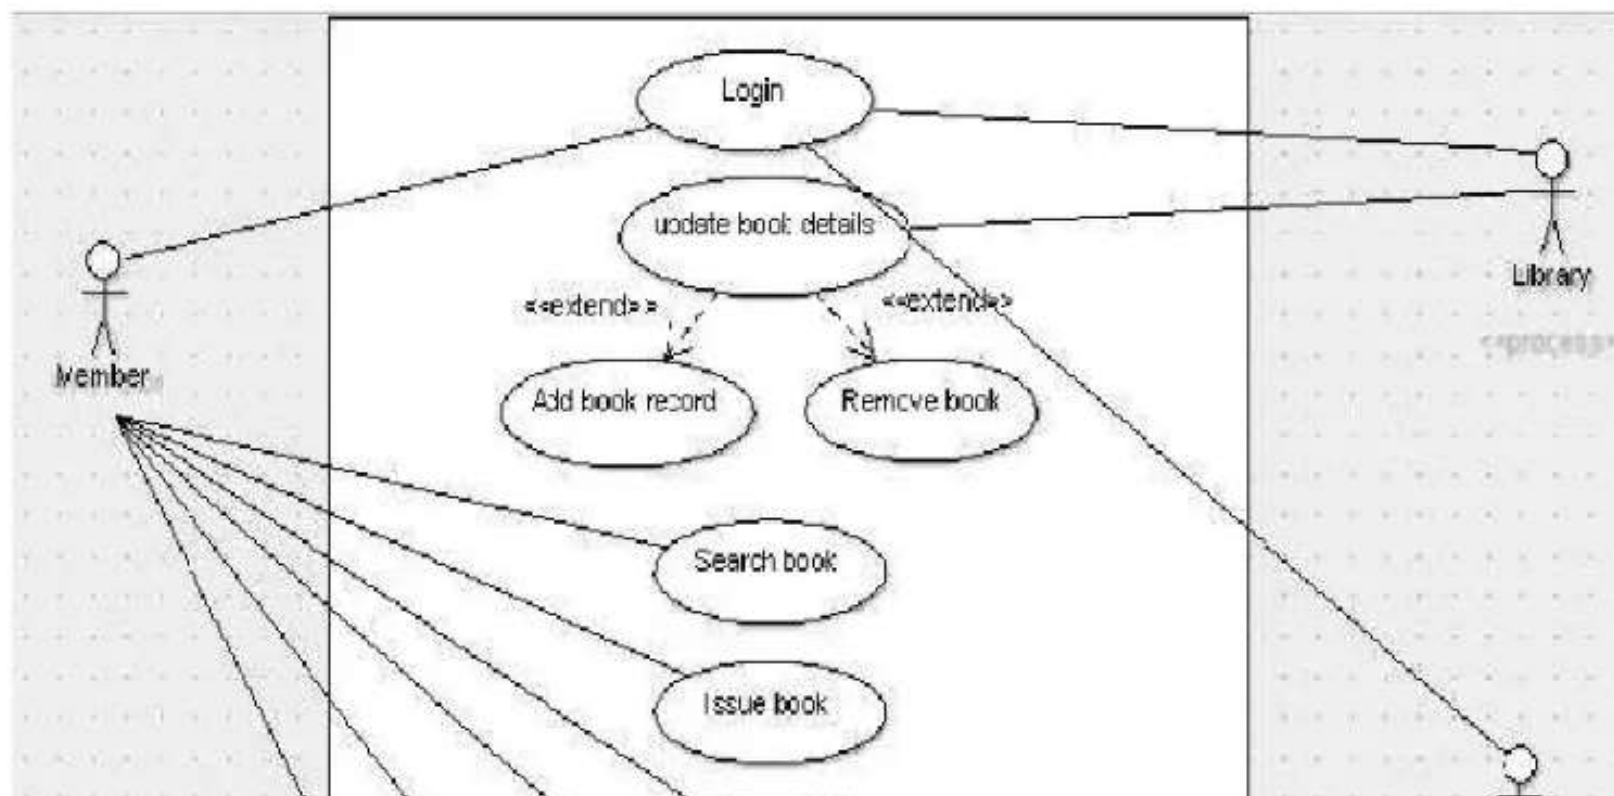 Login
update book details
Library
<<extend>>
<<extend>>
<<process>>
Member
Add book record
Remove book
Search book
Issue book